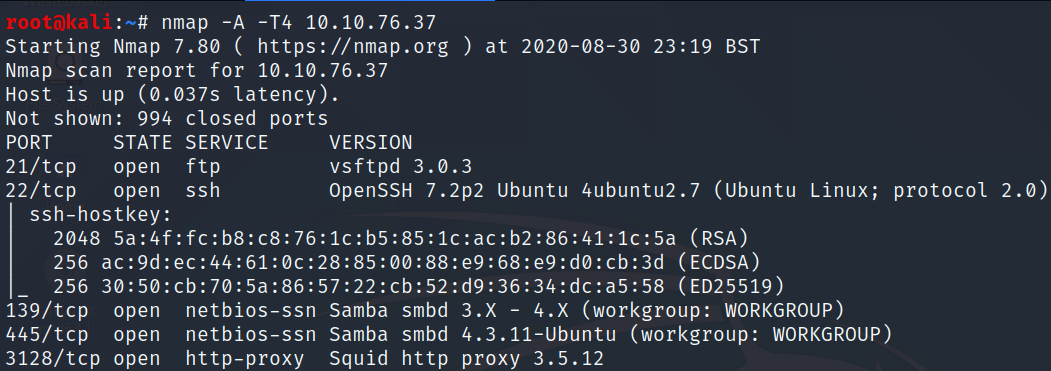 root@kali:~# nmap -A -T4 10.10.76.37
Starting Nmap 7.80 ( https://nmap.org ) at 2020-08-30 23:19 BST
Nmap scan report for 10.10.76.37
Host is up (0.037s latency).
Not shown: 994 closed ports
PORT     STATE SERVICE     VERSION
21/tcp   open  ftp         vsftpd 3.0.3
22/tcp   open  ssh         OpenSSH 7.2p2 Ubuntu 4ubuntu2.7 (Ubuntu Linux; protocol 2.0)
| ssh-hostkey:
|   2048 5a:4f:fc:b8:c8:76:1c:b5:85:1c:ac:b2:86:41:1c:5a (RSA)
|   256 ac:9d:ec:44:61:0c:28:85:00:88:e9:68:e9:d0:cb:3d (ECDSA)
|_  256 30:50:cb:70:5a:86:57:22:cb:52:d9:36:34:dc:a5:58 (ED25519)
139/tcp  open  netbios-ssn Samba smbd 3.X - 4.X (workgroup: WORKGROUP)
445/tcp  open  netbios-ssn Samba smbd 4.3.11-Ubuntu (workgroup: WORKGROUP)
3128/tcp open  http-proxy  Squid http proxy 3.5.12